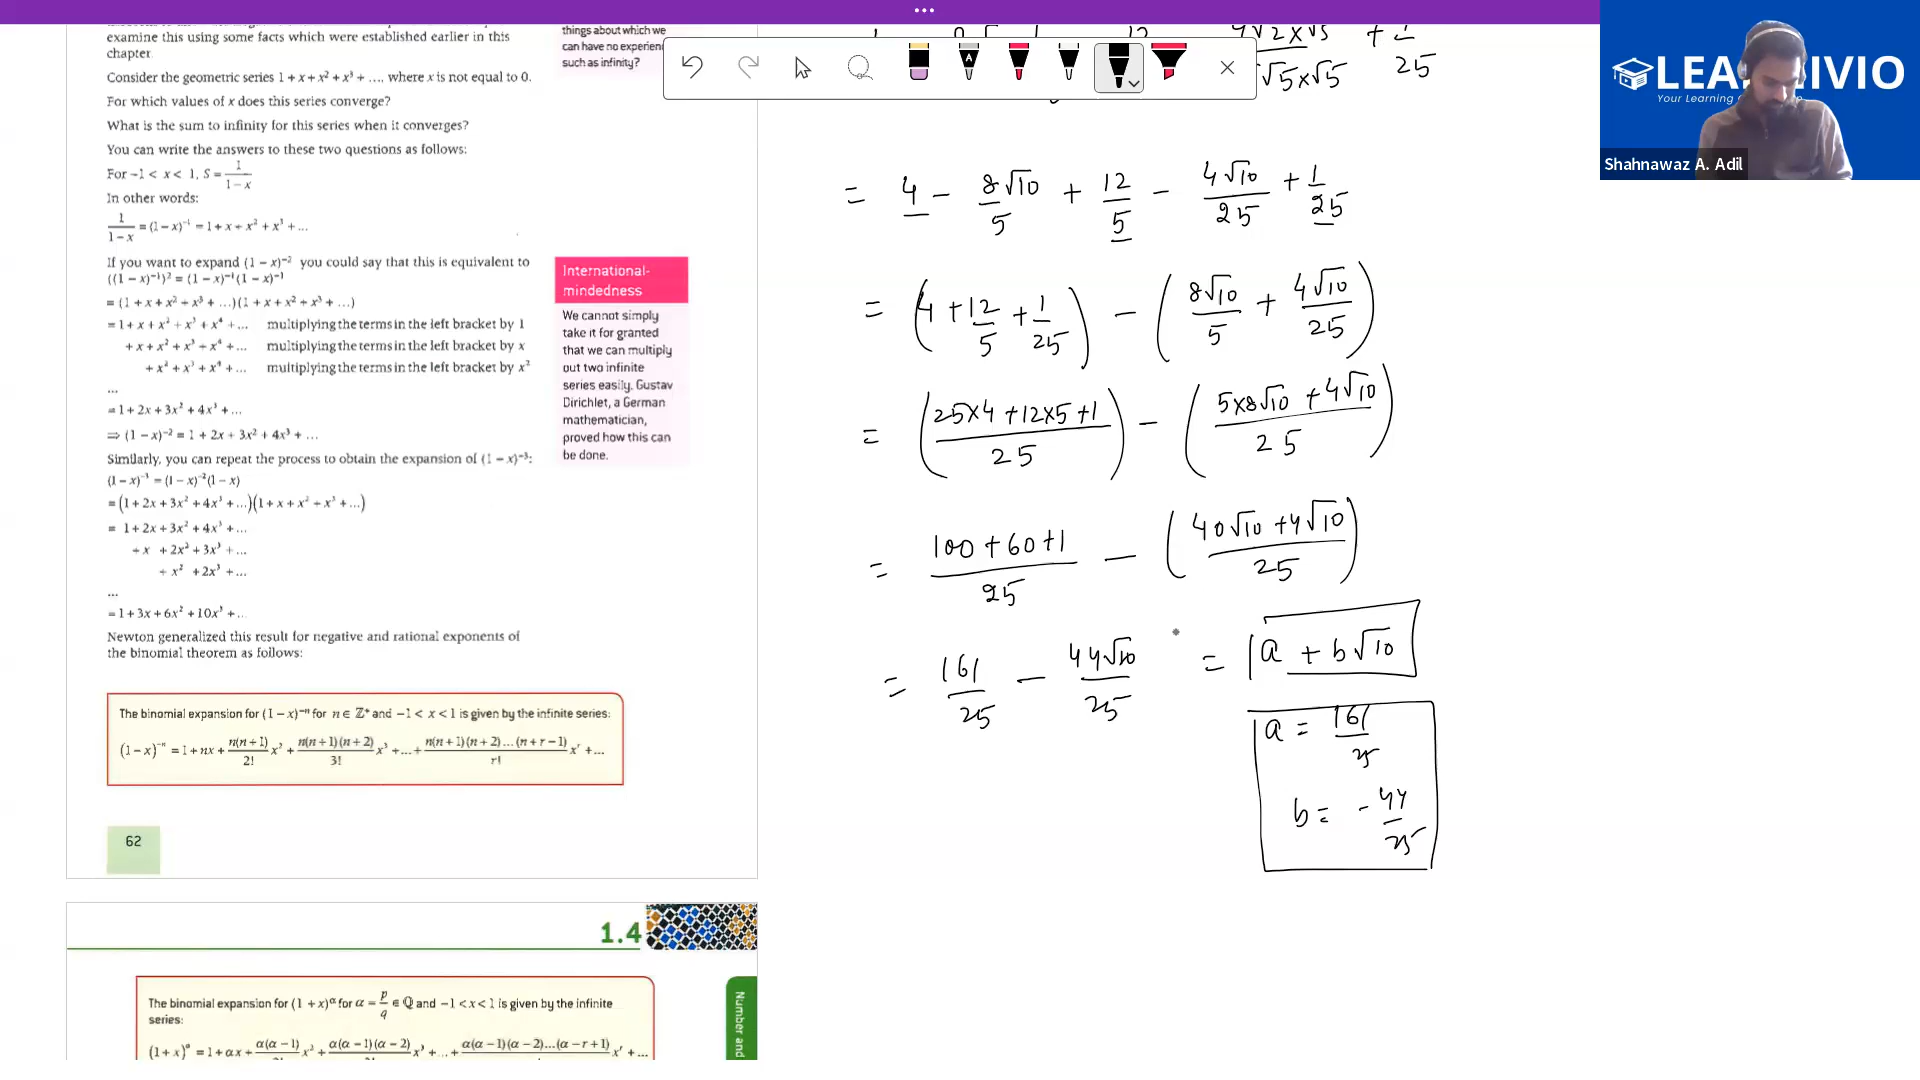 examine this using some facts which were established earlier in this
chapter.
Consider the geometric series 1 + x + x² + x³ + …. where x is not equal to 0.
For which values of x does this series converge?
What is the sum to infinity for this series when it converges?
You can write the answers to these two questions as follows:
For −1 < x < 1, S = 1/(1 − x)
In other words:
1/(1 − x) = (1 − x)⁻¹ = 1 + x + x² + x³ + …
If you want to expand (1 − x)⁻² you could say that this is equivalent to
((1 − x)⁻¹)² = (1 − x)⁻¹(1 − x)⁻¹
= (1 + x + x² + x³ + …)(1 + x + x² + x³ + …)
= 1 + x + x² + x³ + x⁴ + … multiplying the terms in the left bracket by 1
+ x + x² + x³ + x⁴ + … multiplying the terms in the left bracket by x
+ x² + x³ + x⁴ + … multiplying the terms in the left bracket by x²
…
= 1 + 2x + 3x² + 4x³ + …
⇒ (1 − x)⁻² = 1 + 2x + 3x² + 4x³ + …
Similarly, you can repeat the process to obtain the expansion of (1 − x)⁻³:
= (1 + 2x + 3x² + 4x³ + …)(1 + x + x² + x³ + …)
= 1 + 2x + 3x² + 4x³ + …
+ x + 2x² + 3x³ + …
+ x² + 2x³ + …
…
= 1 + 3x + 6x² + 10x³ + …
Newton generalized this result for negative and rational exponents of
the binomial theorem as follows:
The binomial expansion for (1 − x)⁻ⁿ for n ∈ ℤ⁺ and −1 < x < 1 is given by the infinite series:
(1 − x)⁻ⁿ = 1 + nx + n(n + 1)/2! x² + n(n + 1)(n + 2)/3! x³ + … + n(n + 1)(n + 2)…(n + r − 1)/r! xʳ + …
62
things about which we
can have no experien
such as infinity?
International-
mindedness
We cannot simply
take it for granted
that we can multiply
out two infinite
series easily. Gustav
Dirichlet, a German
mathematician,
proved how this can
be done.
1.4
The binomial expansion for (1 + x)ᵅ for α = p/q ∈ ℚ and −1 < x < 1 is given by the infinite
series:
(1 + x)ᵅ = 1 + αx + α(α − 1)/2! x² + α(α − 1)(α − 2)/3! x³ + … + α(α − 1)(α − 2)…(α − r + 1) xʳ + …
Number and
4√2×√5/√5×√5 + 1/25
= 4 − 8√10/5 + 12/5 − 4√10/25 + 1/25
= (4 + 12/5 + 1/25) − (8√10/5 + 4√10/25)
= (25×4 + 12×5 + 1/25) − (5×8√10 + 4√10/25)
= 100 + 60 + 1/25 − (40√10 + 4√10/25)
= 161/25 − 44√10/25 = a + b√10
a = 161/25
b = −44/25
Your Learning
Shahnawaz A. Adil